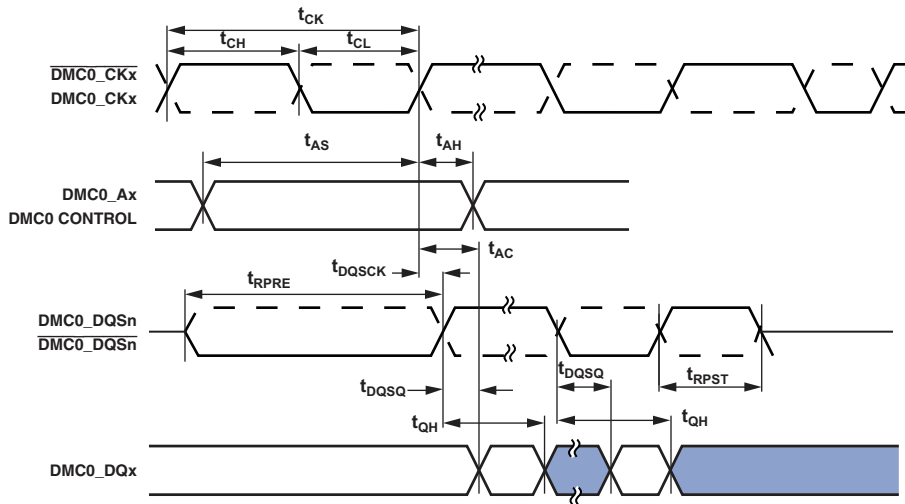 tCK
tCH
tCL
DMC0_CKx
DMC0_CKx
tAS
tAH
DMC0_Ax
DMC0 CONTROL
tAC
tDQSCK
tRPRE
DMC0_DQSn
DMC0_DQSn
tDQSQ
tDQSQ
tRPST
tQH
tQH
DMC0_DQx